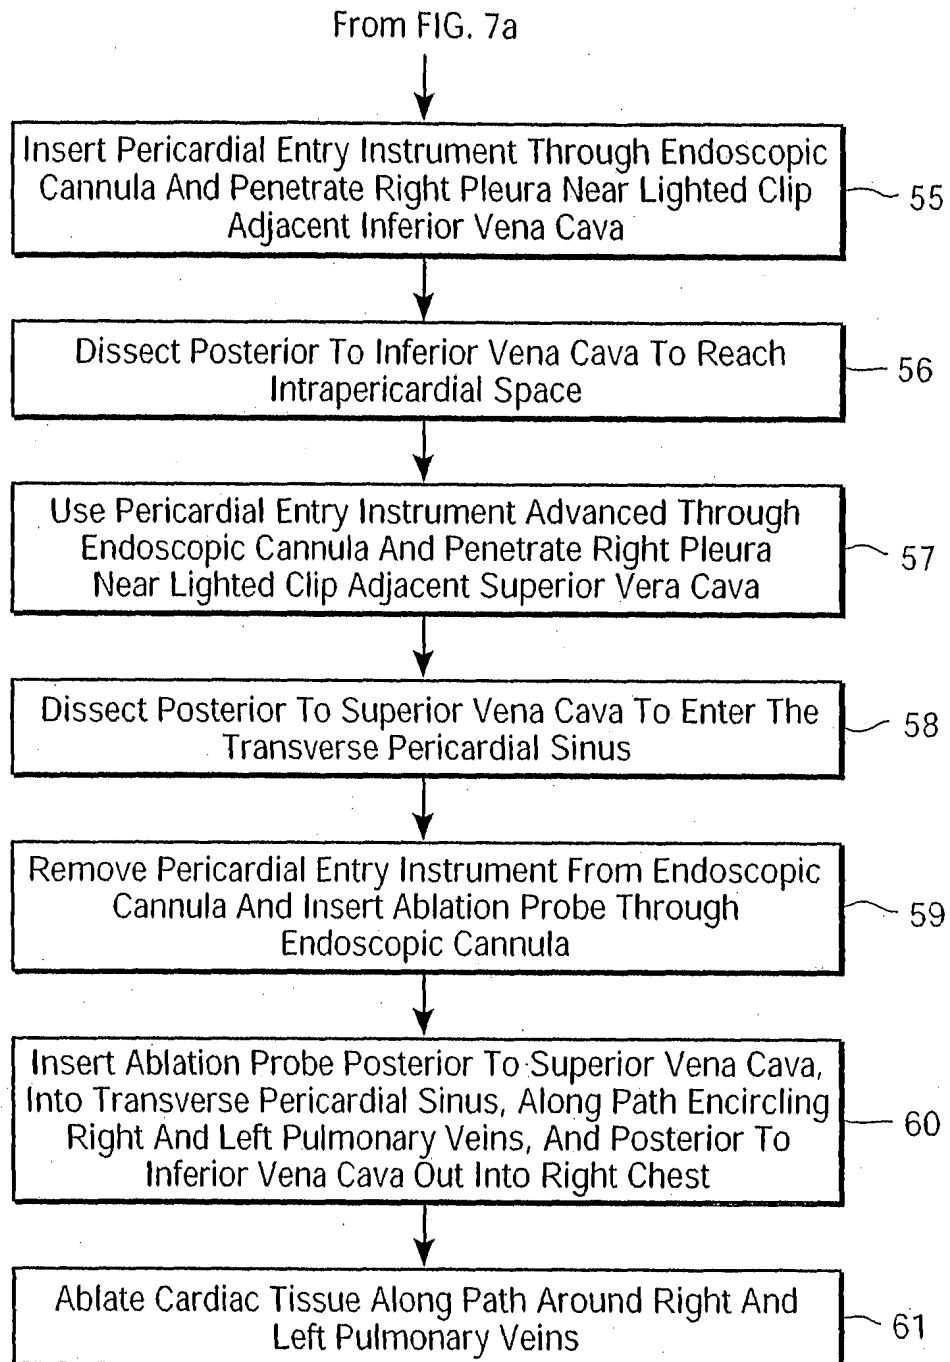 From FIG. 7a
Insert Pericardial Entry Instrument Through Endoscopic
Cannula And Penetrate Right Pleura Near Lighted Clip
Adjacent Inferior Vena Cava
55
Dissect Posterior To Inferior Vena Cava To Reach
Intrapericardial Space
56
Use Pericardial Entry Instrument Advanced Through
Endoscopic Cannula And Penetrate Right Pleura
Near Lighted Clip Adjacent Superior Vera Cava
57
Dissect Posterior To Superior Vena Cava To Enter The
Transverse Pericardial Sinus
58
Remove Pericardial Entry Instrument From Endoscopic
Cannula And Insert Ablation Probe Through
Endoscopic Cannula
59
Insert Ablation Probe Posterior To Superior Vena Cava,
Into Transverse Pericardial Sinus, Along Path Encircling
Right And Left Pulmonary Veins, And Posterior To
Inferior Vena Cava Out Into Right Chest
60
Ablate Cardiac Tissue Along Path Around Right And
Left Pulmonary Veins
61